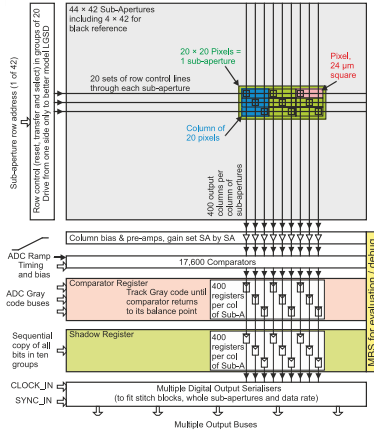 44 × 42 Sub-Apertures
including 4 × 42 for
black reference
20 × 20 Pixels =
1 sub-aperture
Pixel,
24 µm
square
20 sets of row control lines
through each sub-aperture
Column of
20 pixels
Sub-aperture row address (1 of 42)
Row control (reset, transfer and select) in groups of 20
Drive from one side only to better model LGSD
400 output
columns per
column of
sub-apertures
Column bias & pre-amps, gain set SA by SA
ADC Ramp
Timing
and bias
17,600 Comparators
Comparator Register
Track Gray code until
comparator returns
to its balance point
400
registers
per col
of Sub-A
ADC Gray
code buses
Shadow Register
400
registers
per col
of Sub-A
Sequential
copy of all
bits in ten
groups
MBS for evaluation / debug
CLOCK_IN
SYNC_IN
Multiple Digital Output Serialisers
(to fit stitch blocks, whole sub-apertures and data rate)
Multiple Output Buses